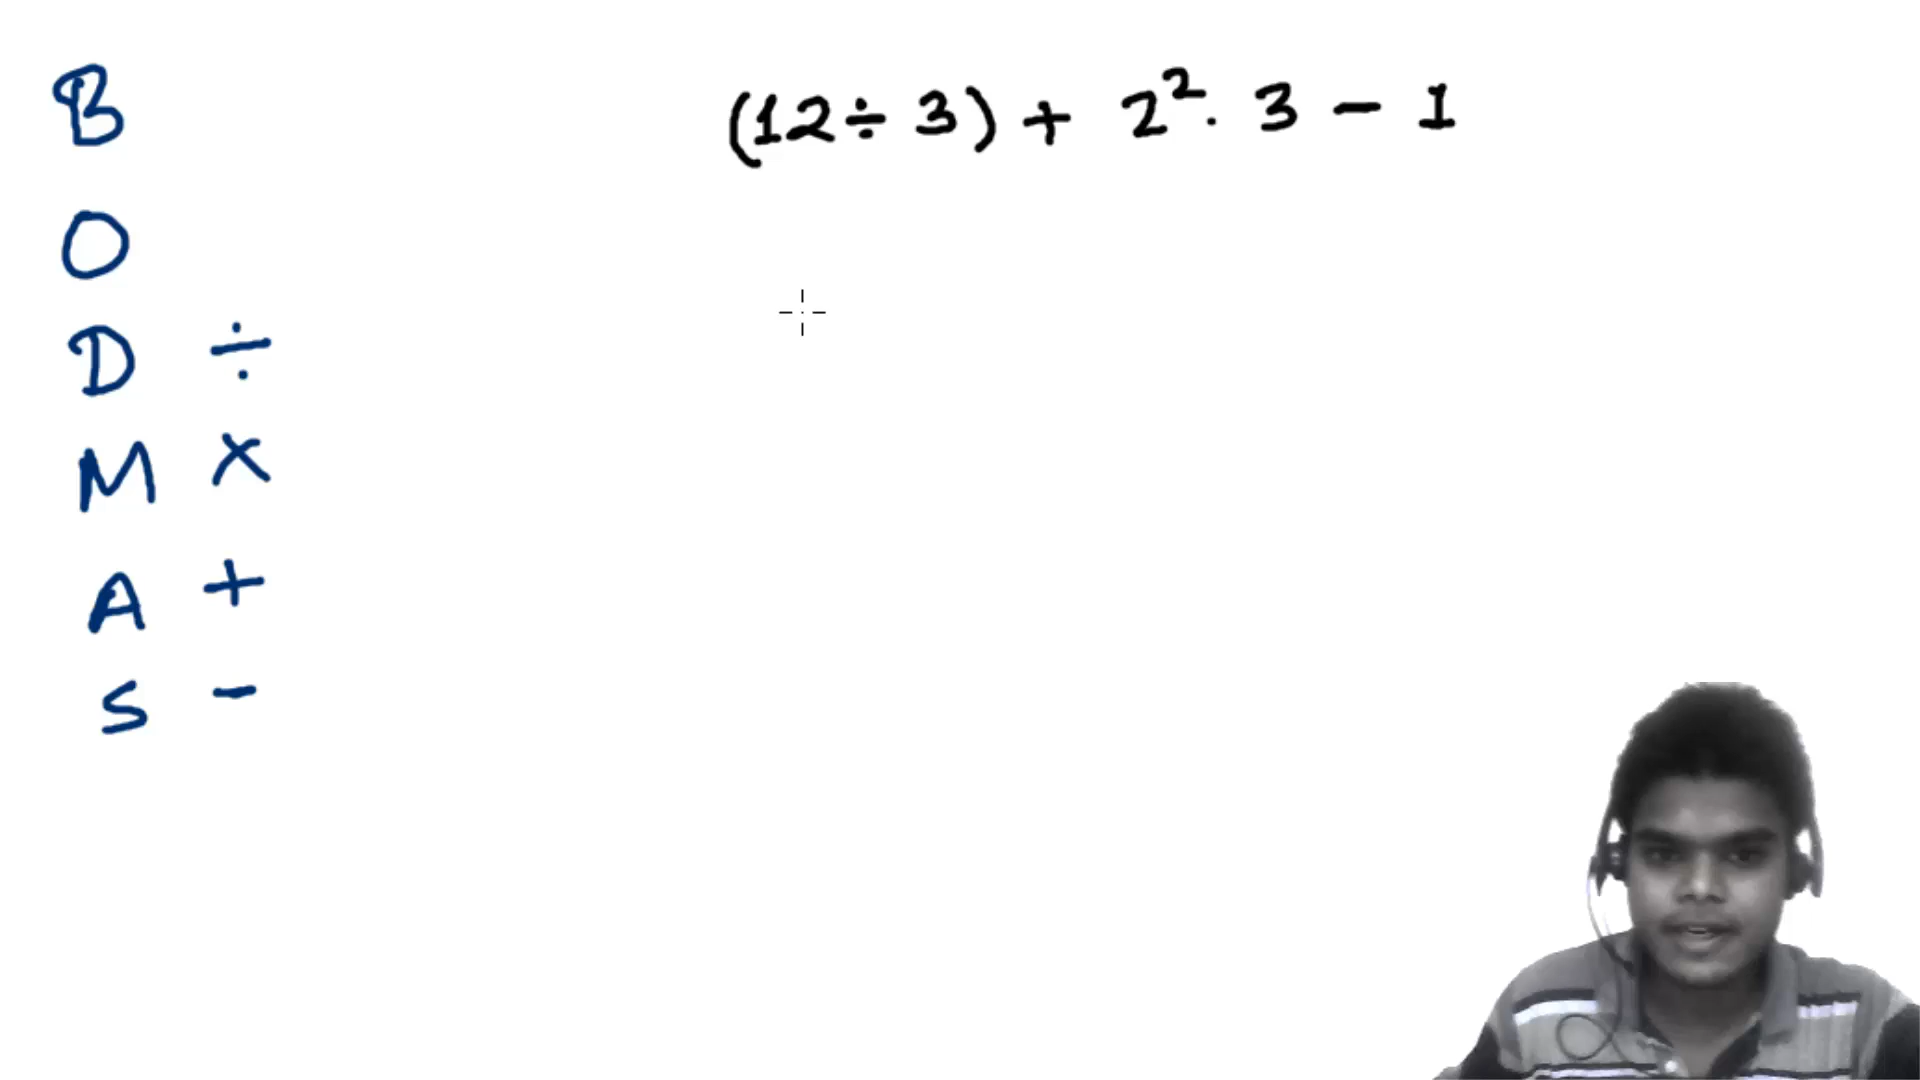 B
(12 ÷ 3) + 2² · 3 − 1
O
D ÷
M ×
A +
S −